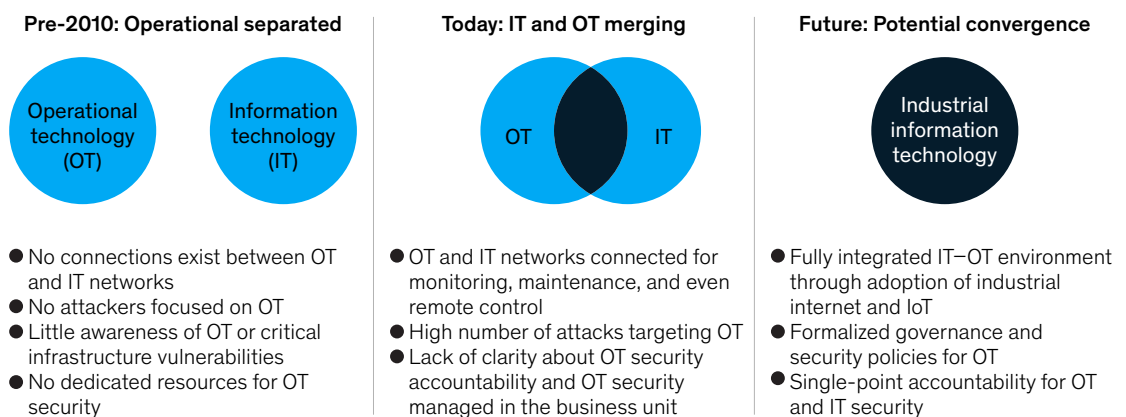 Pre-2010: Operational separated
Operational
technology
(OT)
Information
technology
(IT)
● No connections exist between OT
and IT networks
● No attackers focused on OT
● Little awareness of OT or critical
infrastructure vulnerabilities
● No dedicated resources for OT
security
Today: IT and OT merging
OT
IT
● OT and IT networks connected for
monitoring, maintenance, and even
remote control
● High number of attacks targeting OT
● Lack of clarity about OT security
accountability and OT security
managed in the business unit
Future: Potential convergence
Industrial
information
technology
● Fully integrated IT–OT environment
through adoption of industrial
internet and IoT
● Formalized governance and
security policies for OT
● Single-point accountability for OT
and IT security